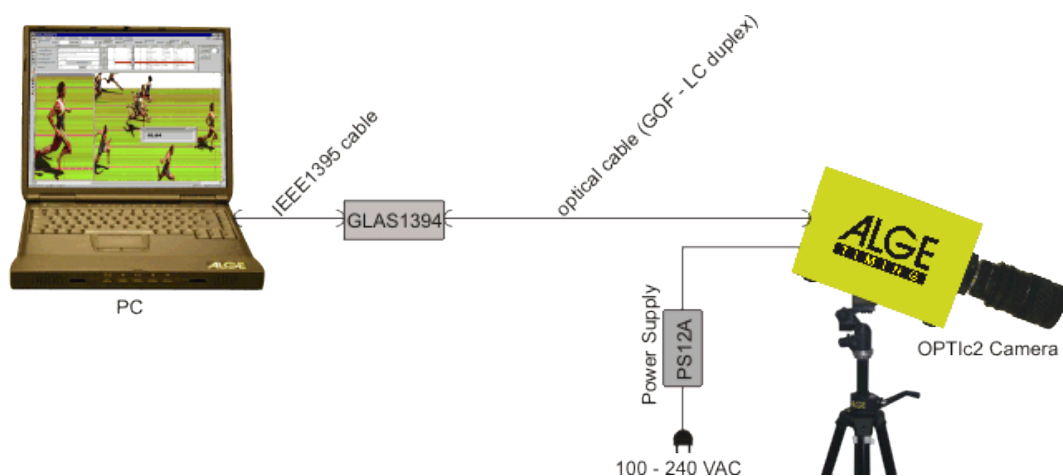 IEEE1395 cable
GLAS1394
optical cable (GOF - LC duplex)
ALGE
TIMING
ALGE
PC
Power Supply
PS12A
OPTIc2 Camera
ALGE
100 - 240 VAC